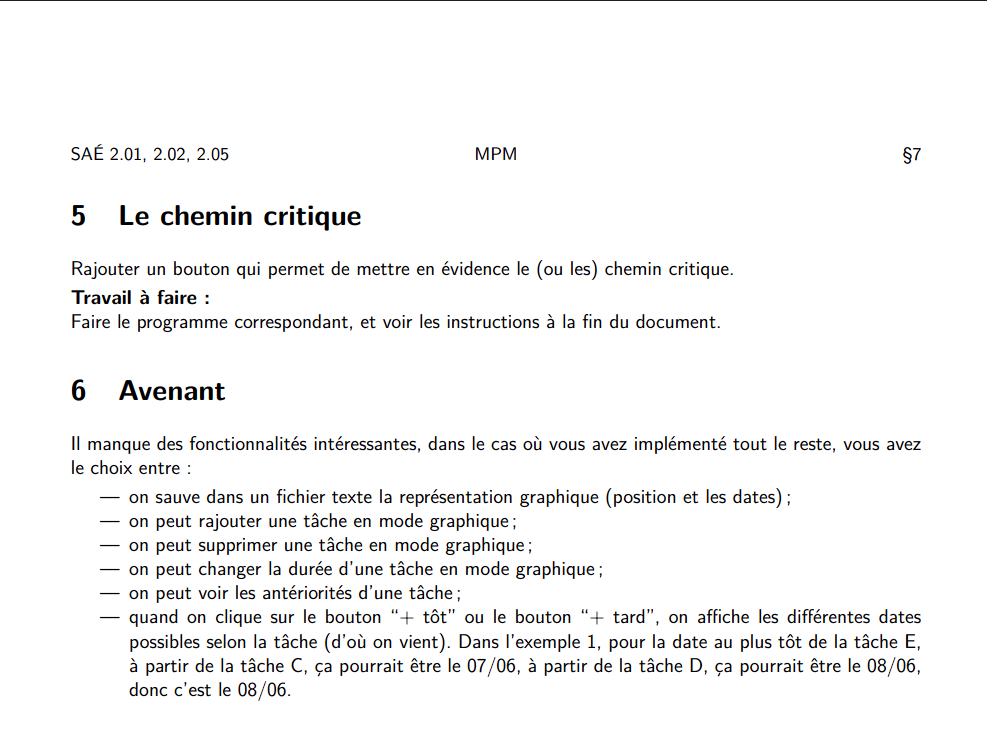 SAÉ 2.01, 2.02, 2.05 MPM §7
5 Le chemin critique
Rajouter un bouton qui permet de mettre en évidence le (ou les) chemin critique.
Travail à faire :
Faire le programme correspondant, et voir les instructions à la fin du document.
6 Avenant
Il manque des fonctionnalités intéressantes, dans le cas où vous avez implémenté tout le reste, vous avez
le choix entre :
— on sauve dans un fichier texte la représentation graphique (position et les dates) ;
— on peut rajouter une tâche en mode graphique ;
— on peut supprimer une tâche en mode graphique ;
— on peut changer la durée d'une tâche en mode graphique ;
— on peut voir les antériorités d'une tâche ;
— quand on clique sur le bouton “+ tôt” ou le bouton “+ tard”, on affiche les différentes dates
possibles selon la tâche (d'où on vient). Dans l'exemple 1, pour la date au plus tôt de la tâche E,
à partir de la tâche C, ça pourrait être le 07/06, à partir de la tâche D, ça pourrait être le 08/06,
donc c'est le 08/06.